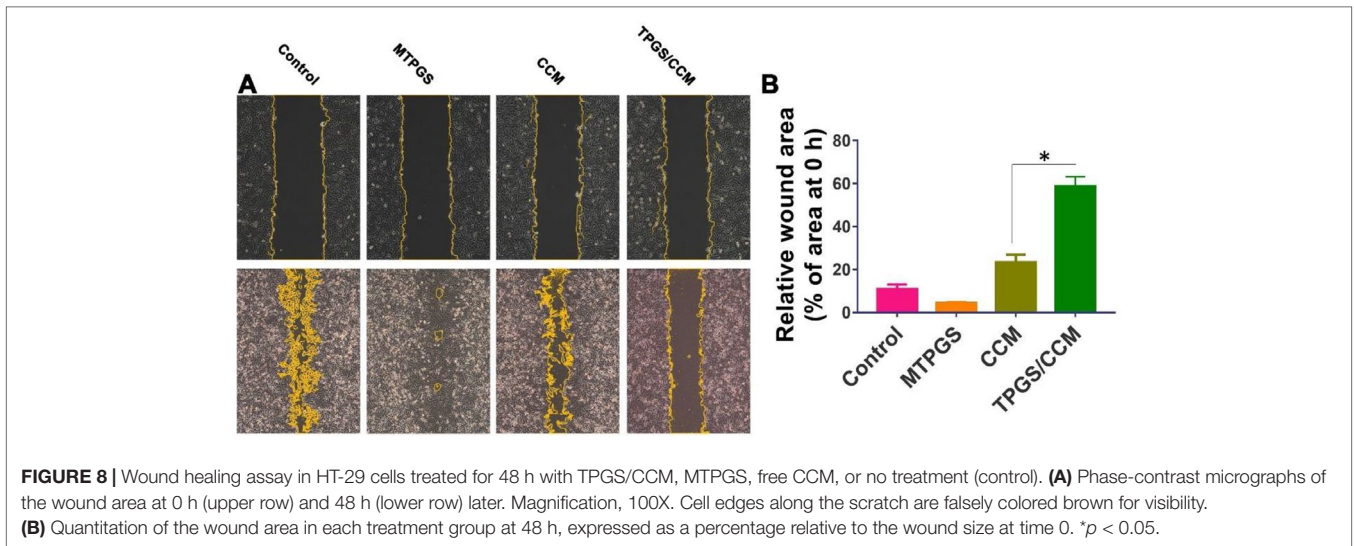 A
Control
MTPGS
CCM
TPGS/CCM
B
Relative wound area
(% of area at 0 h)
80
60
40
20
0
*
Control
MTPGS
CCM
TPGS/CCM
FIGURE 8 | Wound healing assay in HT-29 cells treated for 48 h with TPGS/CCM, MTPGS, free CCM, or no treatment (control). (A) Phase-contrast micrographs of
the wound area at 0 h (upper row) and 48 h (lower row) later. Magnification, 100X. Cell edges along the scratch are falsely colored brown for visibility.
(B) Quantitation of the wound area in each treatment group at 48 h, expressed as a percentage relative to the wound size at time 0. *p < 0.05.